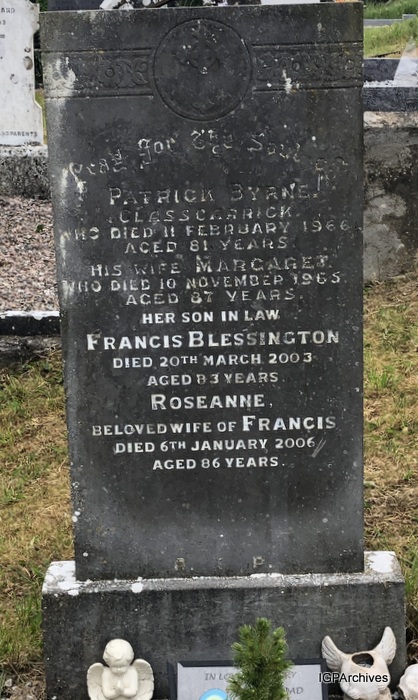 Pray For The Soul Of
PATRICK BYRNE
GLASSCARRICK
WHO DIED 11 FEBRUARY 1966
AGED 81 YEARS
HIS WIFE MARGARET
WHO DIED 10 NOVEMBER 1965
AGED 87 YEARS.
HER SON IN LAW
FRANCIS BLESSINGTON
DIED 20TH MARCH 2003
AGED 83 YEARS
ROSEANNE,
BELOVED WIFE OF FRANCIS
DIED 6TH JANUARY 2006
AGED 86 YEARS.
R I P
IN
IGPArchives